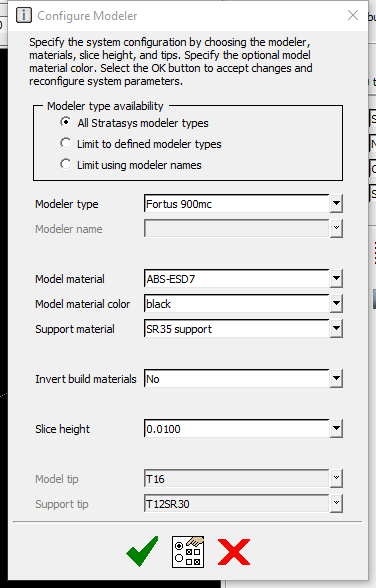 Configure Modeler
Specify the system configuration by choosing the modeler,
materials, slice height, and tips. Specify the optional model
material color. Select the OK button to accept changes and
reconfigure system parameters.
Modeler type availability
All Stratasys modeler types
Limit to defined modeler types
Limit using modeler names
Modeler type Fortus 900mc
Modeler name
Model material ABS-ESD7
Model material color black
Support material SR35 support
Invert build materials No
Slice height 0.0100
Model tip T16
Support tip T12SR30